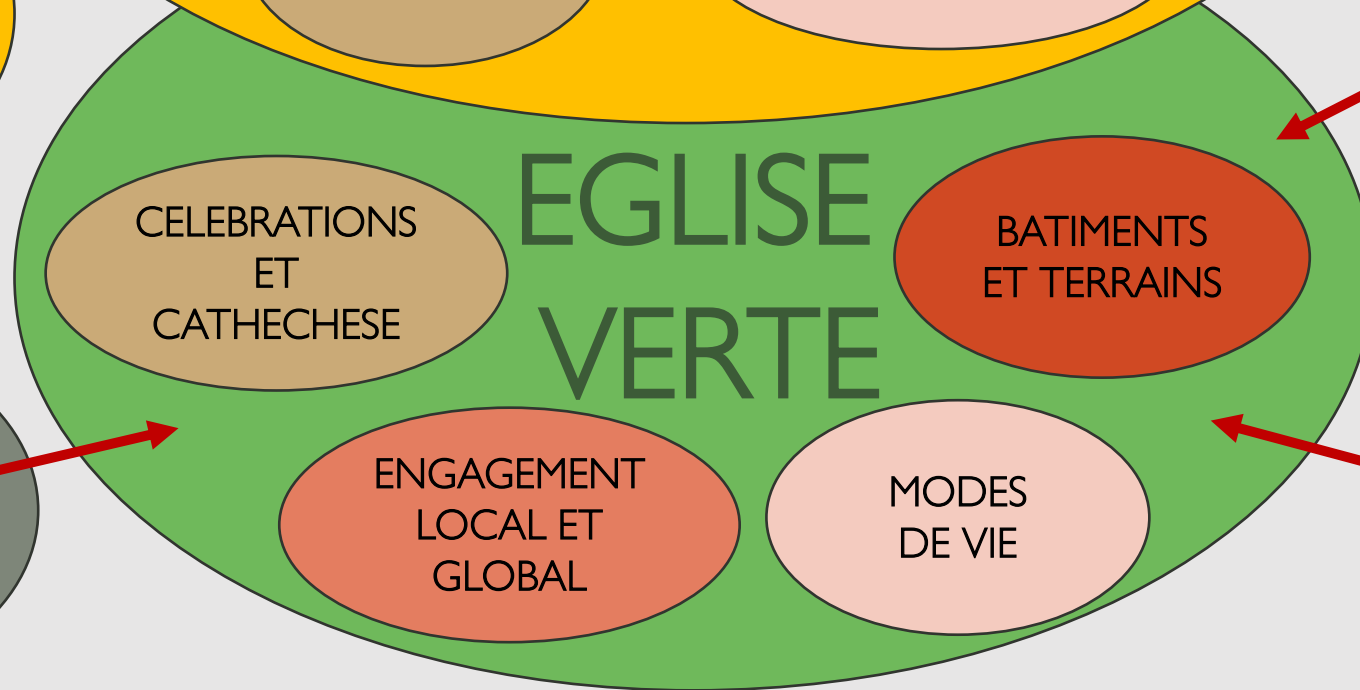 EGLISE
VERTE
CELEBRATIONS
ET
CATHECHESE
BATIMENTS
ET TERRAINS
ENGAGEMENT
LOCAL ET
GLOBAL
MODES
DE VIE